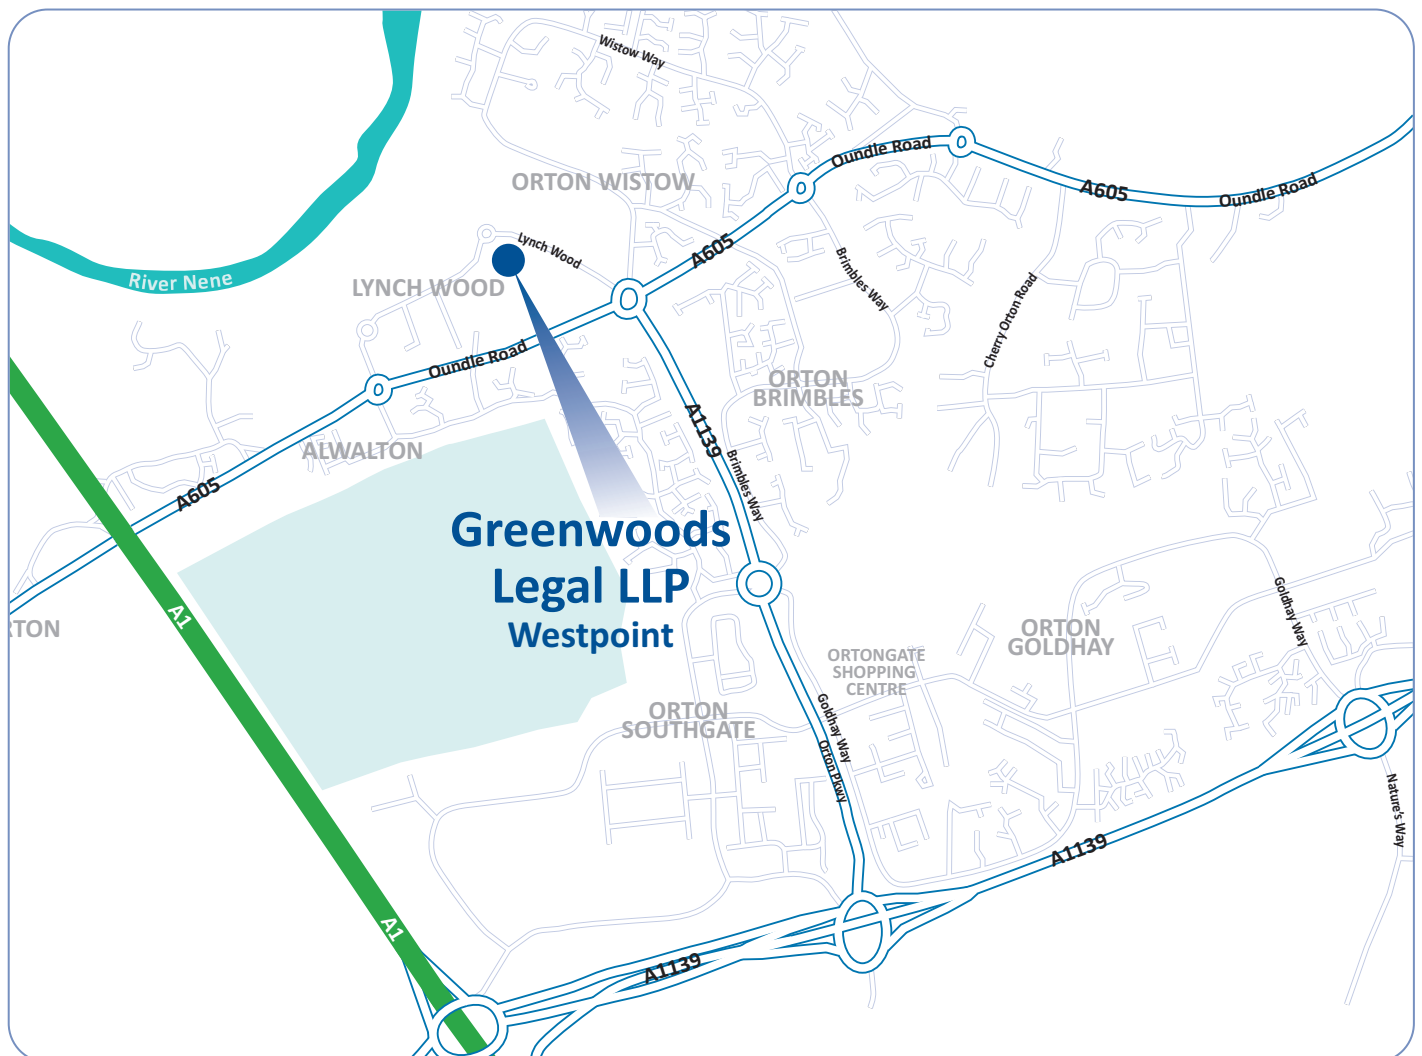 Wistow Way
Oundle Road
ORTON WISTOW
A605
Oundle Road
Lynch Wood
A605
Brimbles Way
River Nene
LYNCH WOOD
Cherry Orton Road
Oundle Road
ORTON
BRIMBLES
A1139
ALWALTON
Brimbles Way
A605
Greenwoods
Legal LLP
Westpoint
A1
RTON
Goldhay Way
ORTON
GOLDHAY
ORTONGATE
SHOPPING
CENTRE
ORTON
SOUTHGATE
Goldhay Way
Orton Pkwy
Nature's Way
A1139
A1
A1139